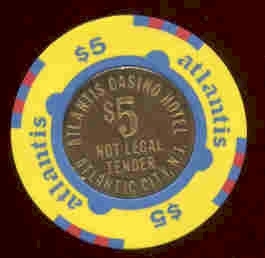 $5
atlantis
$5
atlantis
ATLANTIS CASINO HOTEL
$5
NOT LEGAL
TENDER
ATLANTIC CITY, N.J.